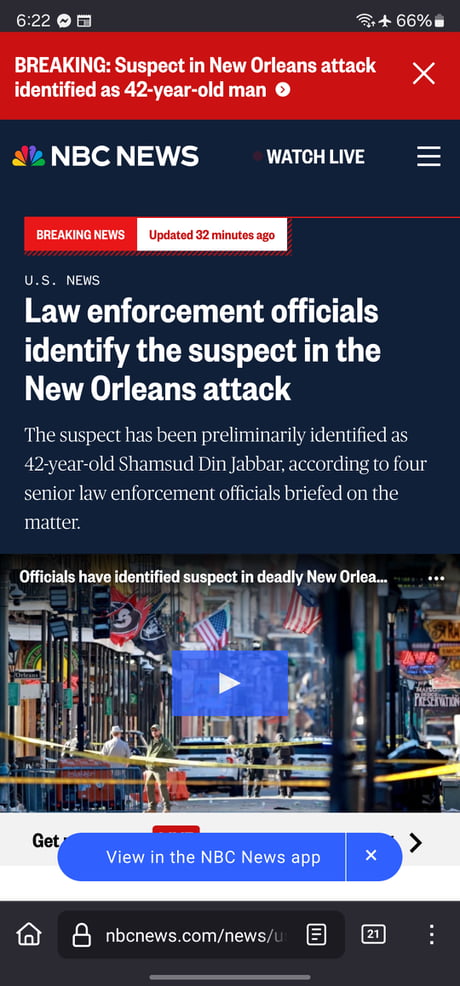 6:22
66%
BREAKING: Suspect in New Orleans attack
identified as 42-year-old man
NBC NEWS
WATCH LIVE
BREAKING NEWS
Updated 32 minutes ago
U.S. NEWS
Law enforcement officials
identify the suspect in the
New Orleans attack
The suspect has been preliminarily identified as
42-year-old Shamsud Din Jabbar, according to four
senior law enforcement officials briefed on the
matter.
Officials have identified suspect in deadly New Orlea...
Orleans
PRESERVATION
Get
View in the NBC News app
nbcnews.com/news/u
21